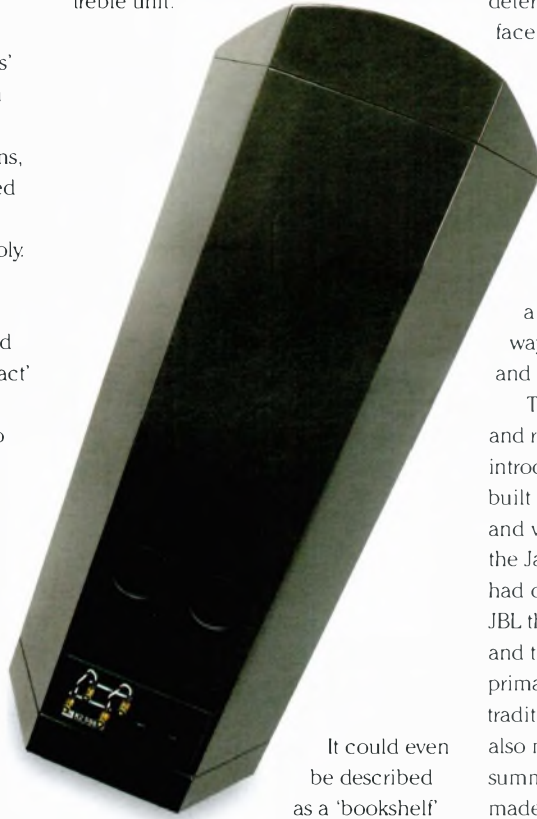 treble unit.
s'
ns,
ed
oly.
d
act'
o
It could even
be described
as a 'bookshelf'
deter
face
a
way
and
T
and r
introd
built
and v
the Ja
had c
JBL th
and t
prima
tradit
also r
summ
made